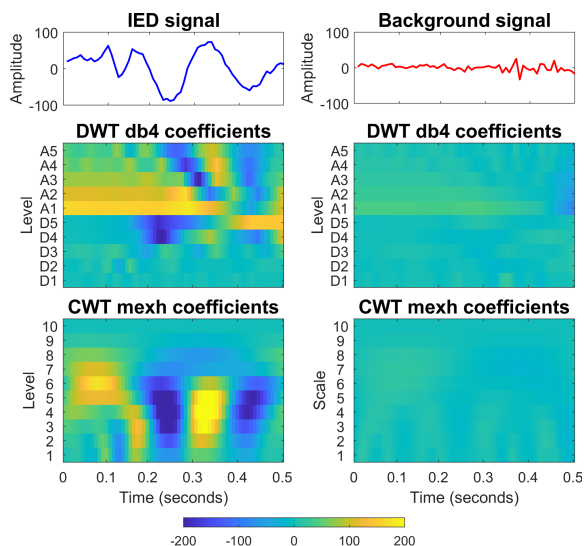 IED signal
100
0
-100
Amplitude
Background signal
100
0
-100
Amplitude
DWT db4 coefficients
A5
A4
A3
A2
A1
D5
D4
D3
D2
D1
Level
DWT db4 coefficients
A5
A4
A3
A2
A1
D5
D4
D3
D2
D1
Level
CWT mexh coefficients
10
9
8
7
6
5
4
3
2
1
Level
0 0.1 0.2 0.3 0.4 0.5
Time (seconds)
CWT mexh coefficients
10
9
8
7
6
5
4
3
2
1
Scale
0 0.1 0.2 0.3 0.4 0.5
Time (seconds)
-200 -100 0 100 200